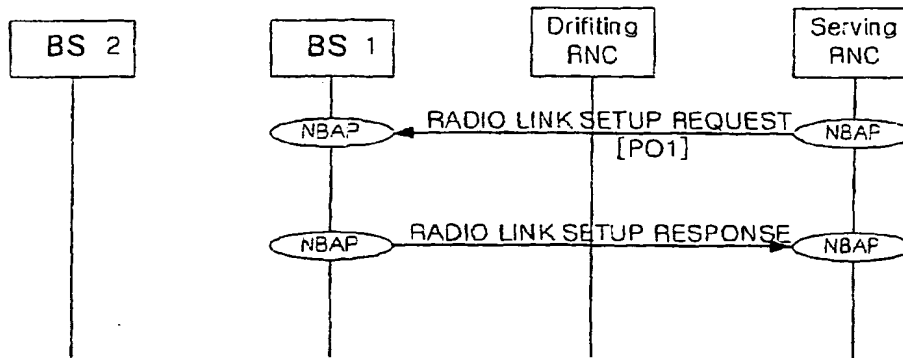 BS 2
BS 1
Drifiting
RNC
Serving
RNC
NBAP
RADIO LINK SETUP REQUEST
[PO1]
NBAP
NBAP
RADIO LINK SETUP RESPONSE
NBAP